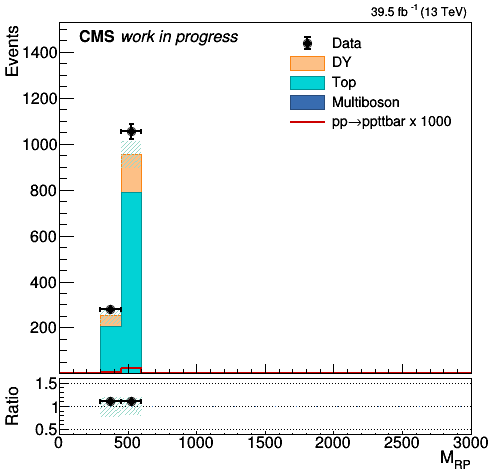 39.5 fb⁻¹ (13 TeV)
CMS work in progress
Data
DY
Top
Multiboson
pp→ppttbar x 1000
Events
1400
1200
1000
800
600
400
200
Ratio
1.5
1
0.5
0 500 1000 1500 2000 2500 3000
M_RP